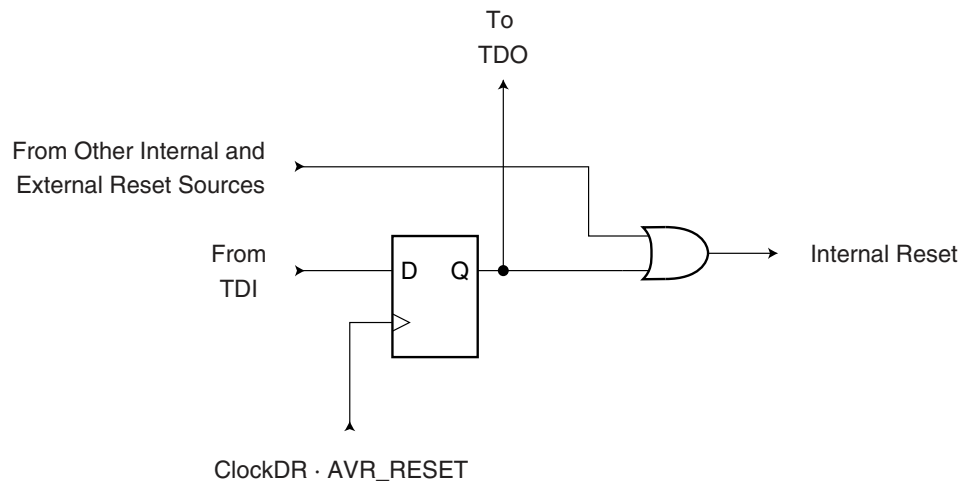 To
TDO
From Other Internal and
External Reset Sources
From
TDI
D
Q
Internal Reset
ClockDR · AVR_RESET